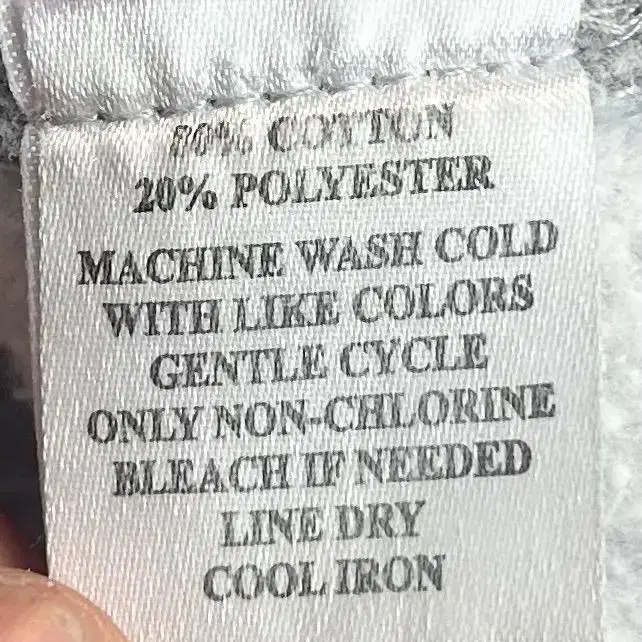 80% COTTON
20% POLYESTER
MACHINE WASH COLD
WITH LIKE COLORS
GENTLE CYCLE
ONLY NON-CHLORINE
BLEACH IF NEEDED
LINE DRY
COOL IRON